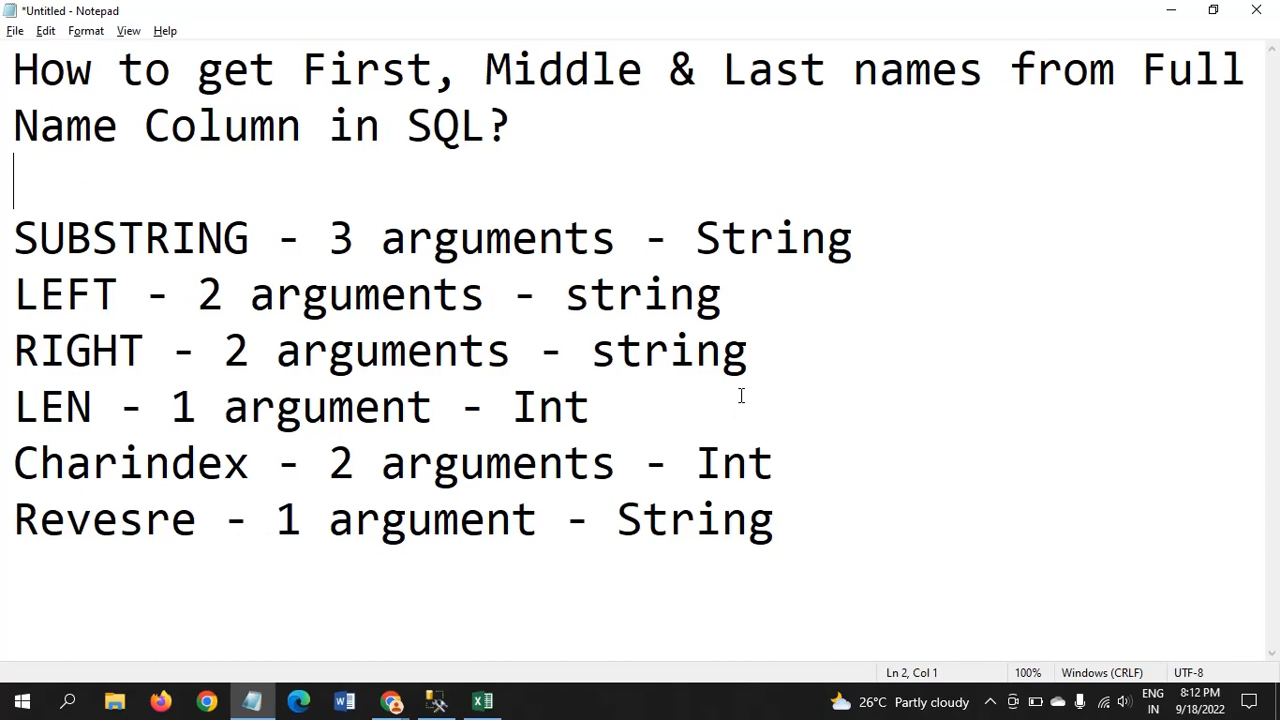 *Untitled - Notepad
File Edit Format View Help
How to get First, Middle & Last names from Full
Name Column in SQL?
SUBSTRING - 3 arguments - String
LEFT - 2 arguments - string
RIGHT - 2 arguments - string
LEN - 1 argument - Int
Charindex - 2 arguments - Int
Revesre - 1 argument - String
Ln 2, Col 1 100% Windows (CRLF) UTF-8
26°C Partly cloudy ENG 8:12 PM
IN 9/18/2022